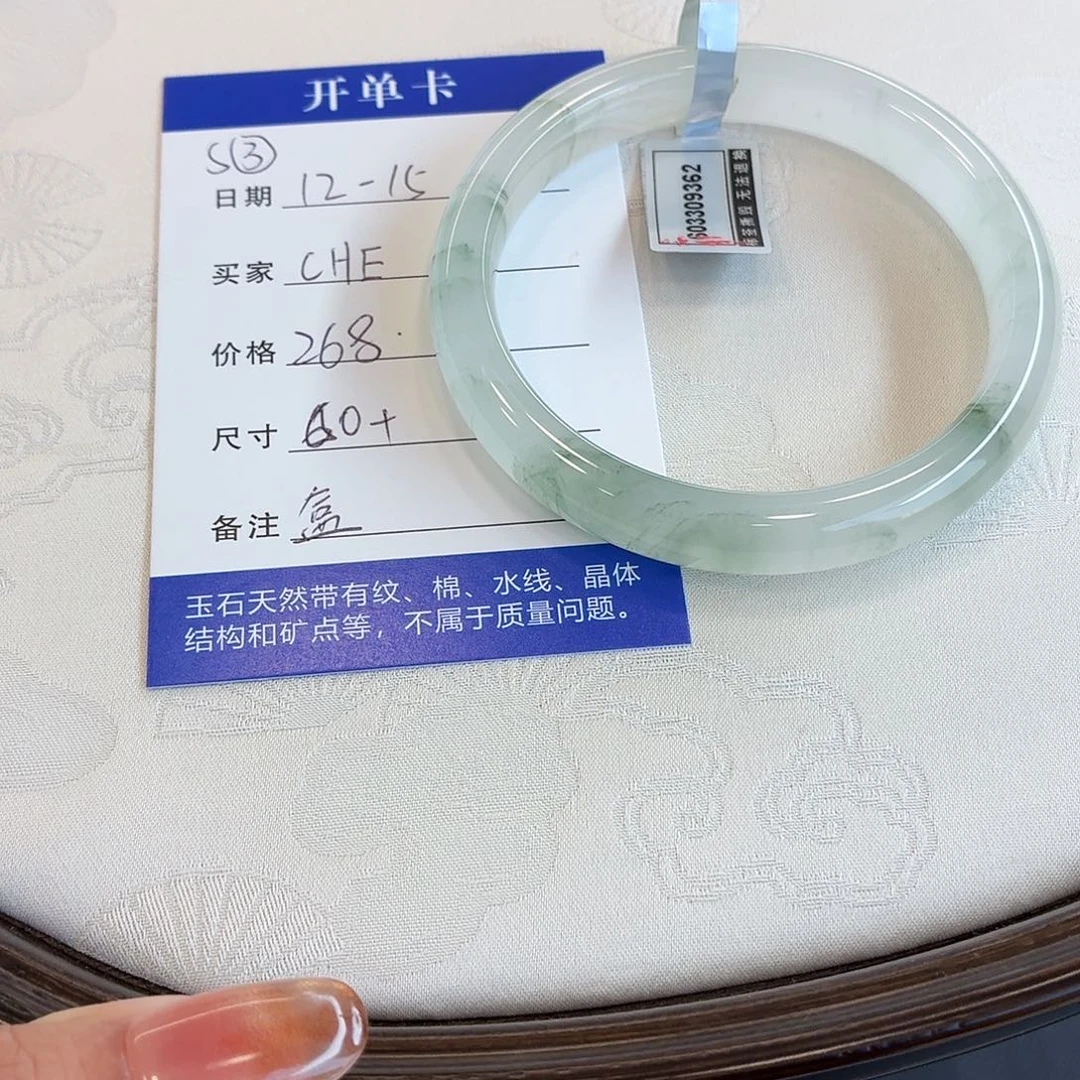 开单卡
S③
日期 12-15
买家 CHE
价格 268.
尺寸 60+
备注 盒
玉石天然带有纹、棉、水线、晶体
结构和矿点等，不属于质量问题。
603309362